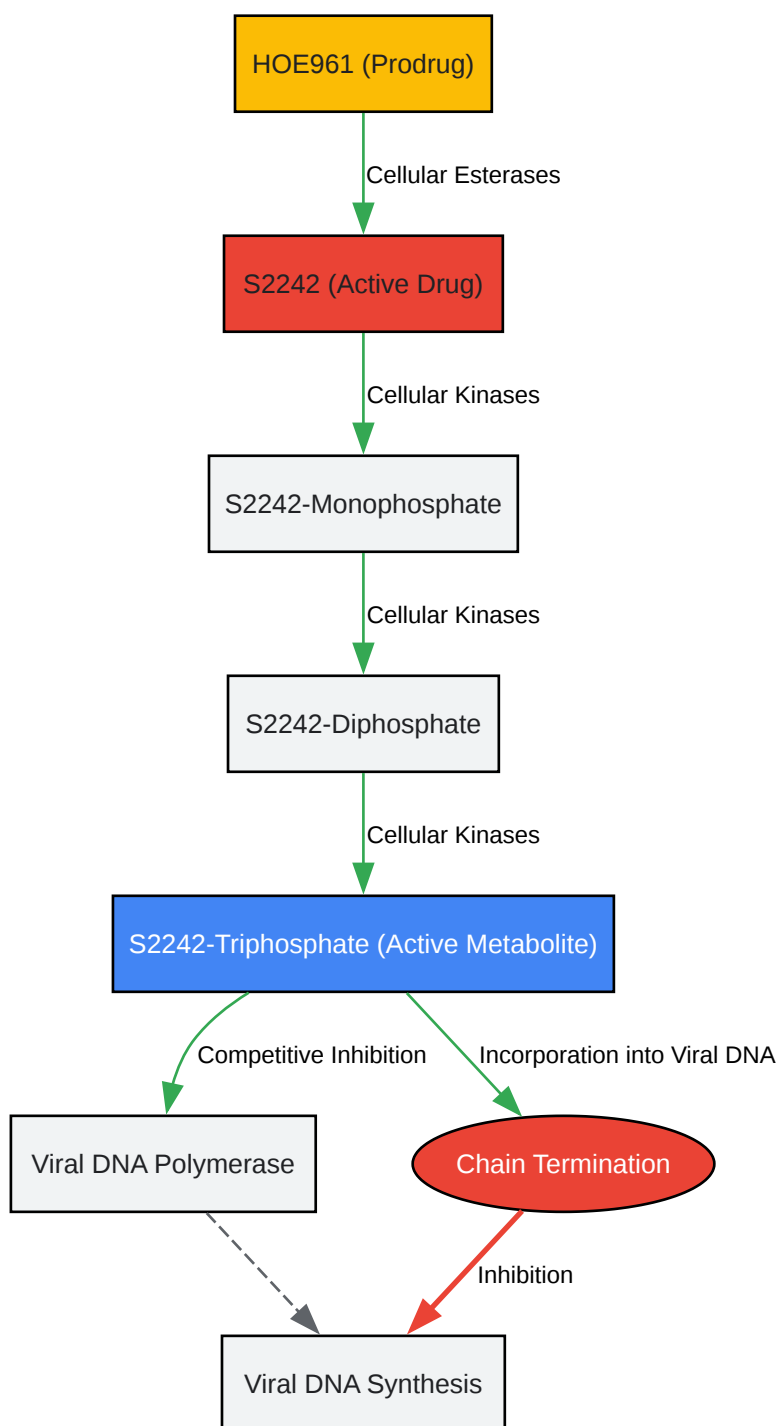 HOE961 (Prodrug)
Cellular Esterases
S2242 (Active Drug)
Cellular Kinases
S2242-Monophosphate
Cellular Kinases
S2242-Diphosphate
Cellular Kinases
S2242-Triphosphate (Active Metabolite)
Competitive Inhibition
Incorporation into Viral DNA
Viral DNA Polymerase
Chain Termination
Inhibition
Viral DNA Synthesis